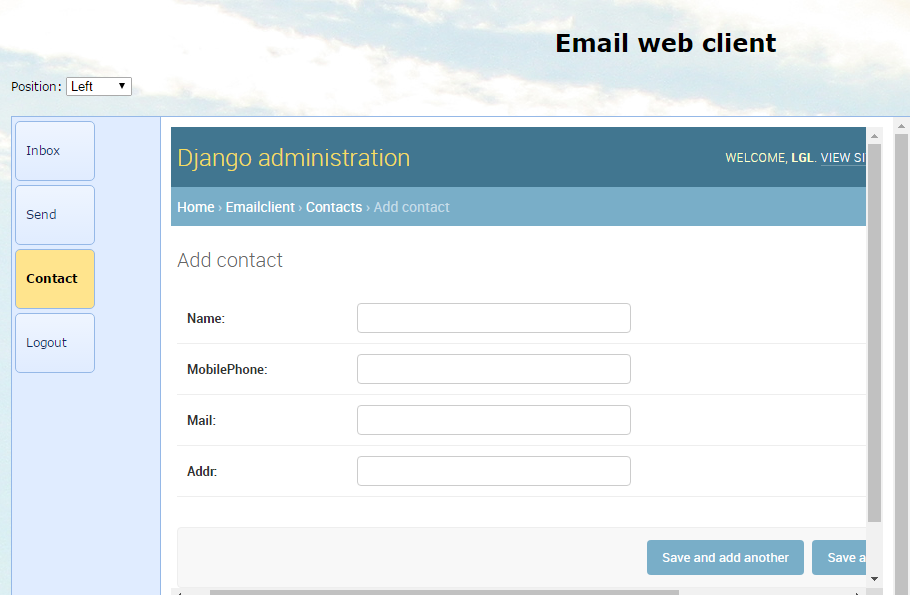 Email web client
Position: Left
Inbox
Send
Contact
Logout
Django administration
WELCOME, LGL. VIEW SI
Home › Emailclient › Contacts › Add contact
Add contact
Name:
MobilePhone:
Mail:
Addr:
Save and add another
Save a